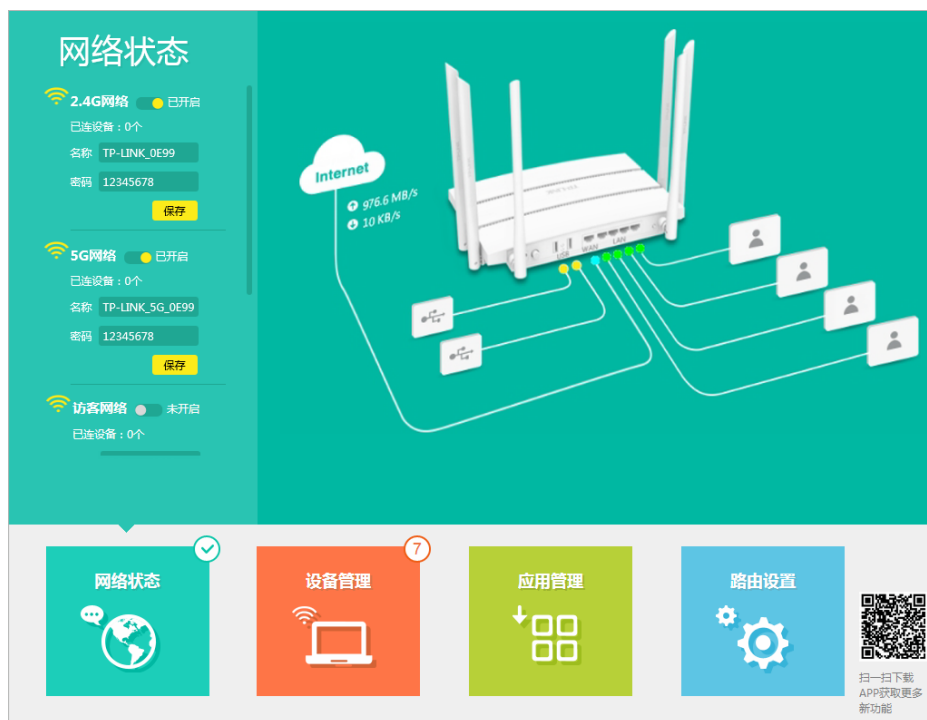 网络状态
2.4G网络 已开启
已连设备：0个
名称 TP-LINK_0E99
密码 12345678
保存
5G网络 已开启
已连设备：0个
名称 TP-LINK_5G_0E99
密码 12345678
保存
访客网络 未开启
已连设备：0个
Internet
976.6 MB/s
10 KB/s
USB WAN LAN
7
网络状态
设备管理
应用管理
路由设置
扫一扫下载
APP获取更多
新功能